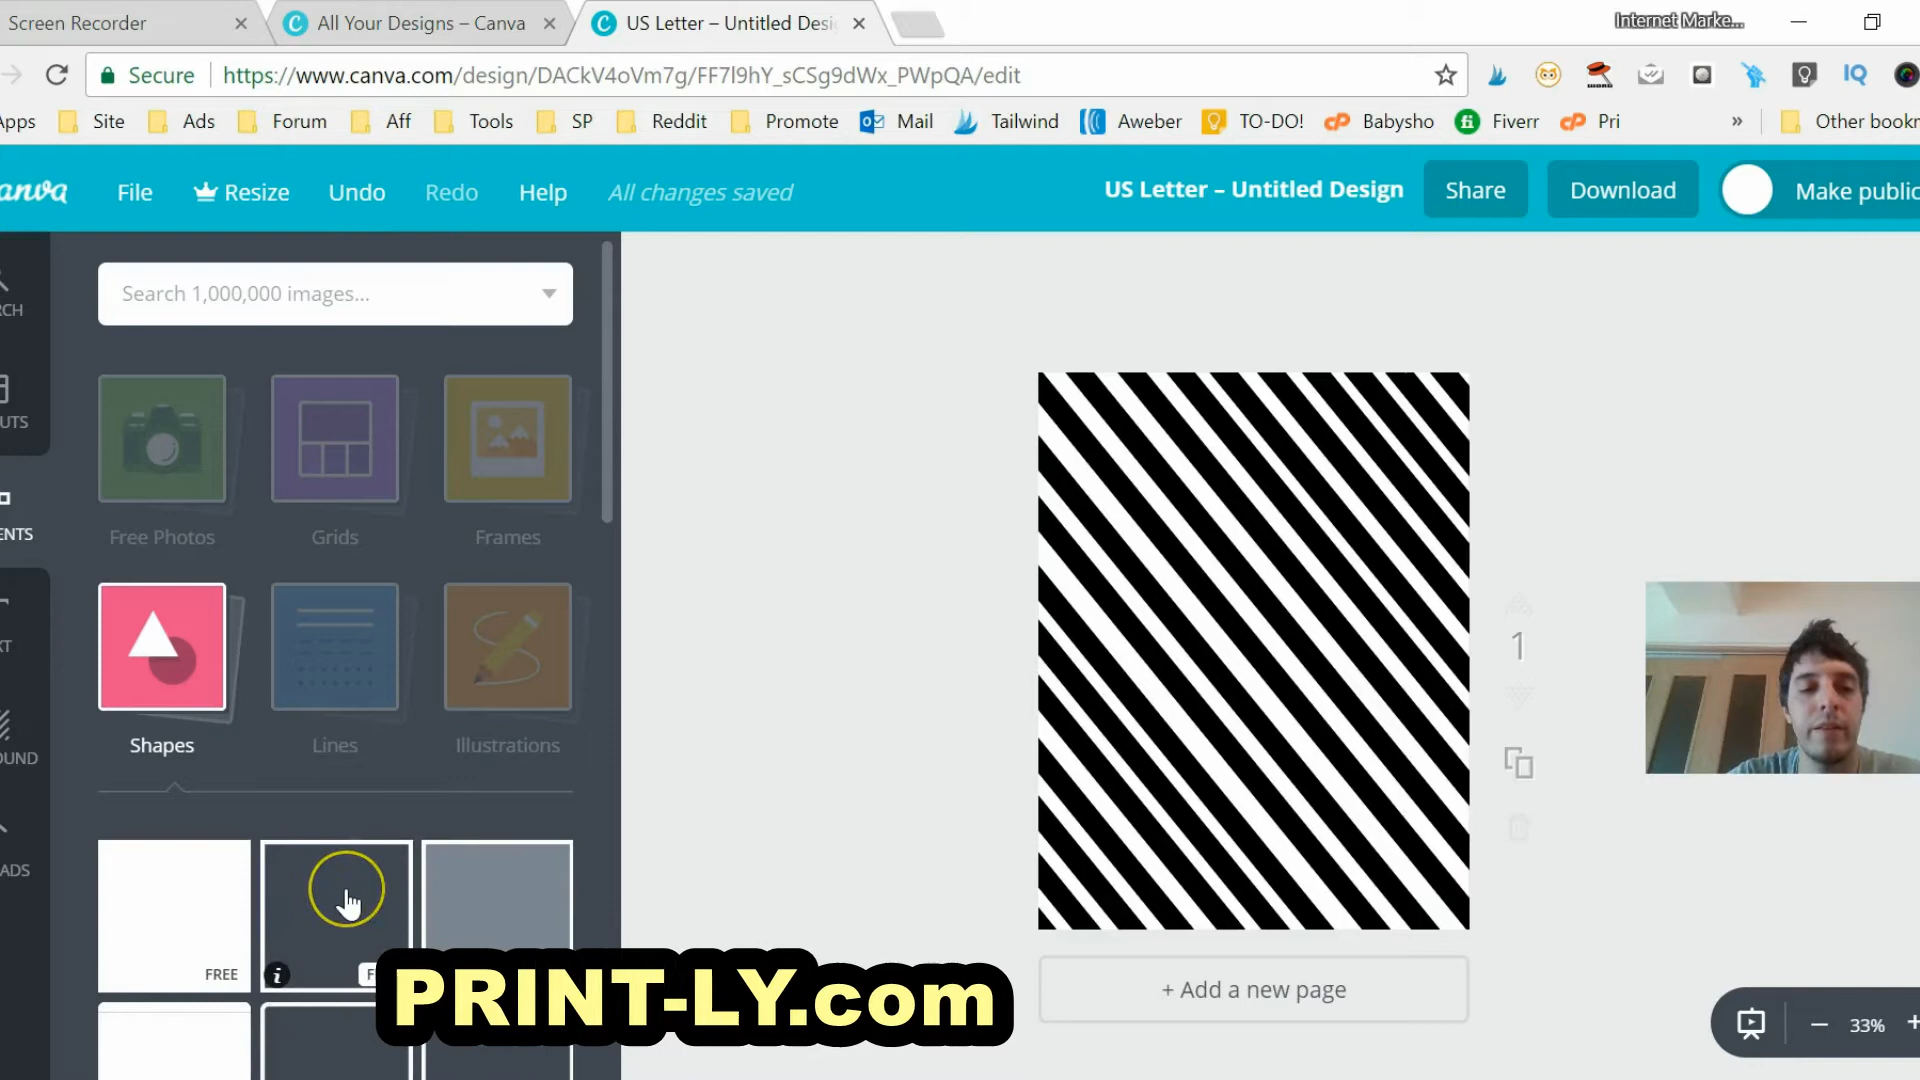 Screen Recorder
All Your Designs – Canva
US Letter – Untitled Desi
Internet Marke...
Secure
https://www.canva.com/design/DACkV4oVm7g/FF7l9hY_sCSg9dWx_PWpQA/edit
IQ
Apps Site Ads Forum Aff Tools SP Reddit Promote Mail Tailwind Aweber TO-DO! Babysho Fiverr Pri » Other bookm
anva File Resize Undo Redo Help All changes saved US Letter – Untitled Design Share Download Make public
Search 1,000,000 images...
RCH
UTS
Free Photos Grids Frames
ENTS
XT
Shapes Lines Illustrations
OUND
ADS
1
FREE
F
PRINT-LY.com
+ Add a new page
33%